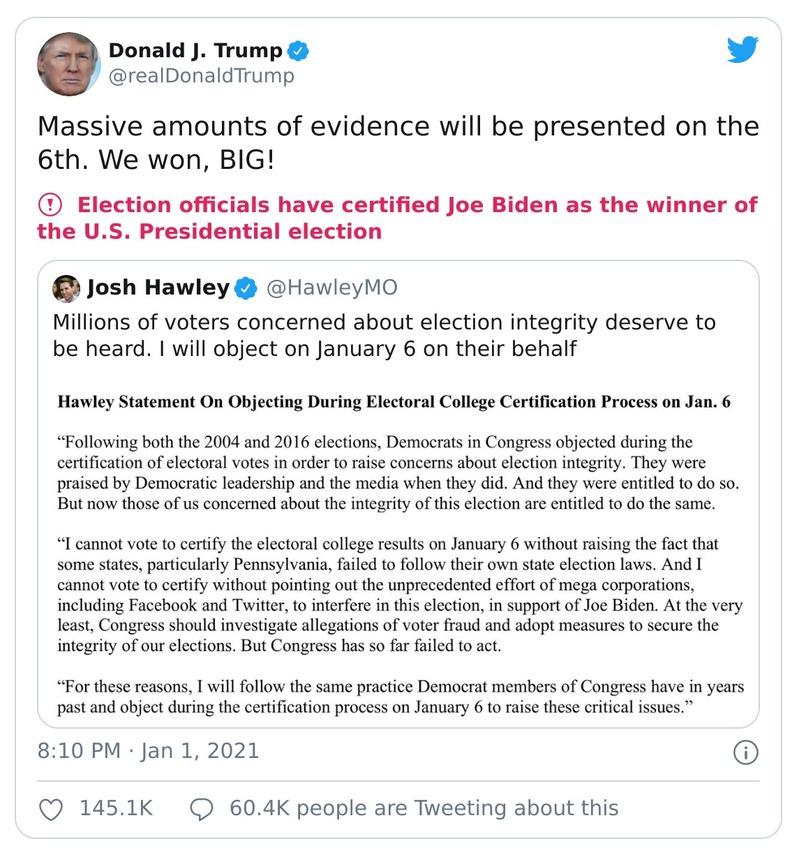 Donald J. Trump
@realDonaldTrump
Massive amounts of evidence will be presented on the
6th. We won, BIG!
Election officials have certified Joe Biden as the winner of
the U.S. Presidential election
Josh Hawley @HawleyMO
Millions of voters concerned about election integrity deserve to
be heard. I will object on January 6 on their behalf
Hawley Statement On Objecting During Electoral College Certification Process on Jan. 6
“Following both the 2004 and 2016 elections, Democrats in Congress objected during the
certification of electoral votes in order to raise concerns about election integrity. They were
praised by Democratic leadership and the media when they did. And they were entitled to do so.
But now those of us concerned about the integrity of this election are entitled to do the same.
“I cannot vote to certify the electoral college results on January 6 without raising the fact that
some states, particularly Pennsylvania, failed to follow their own state election laws. And I
cannot vote to certify without pointing out the unprecedented effort of mega corporations,
including Facebook and Twitter, to interfere in this election, in support of Joe Biden. At the very
least, Congress should investigate allegations of voter fraud and adopt measures to secure the
integrity of our elections. But Congress has so far failed to act.
“For these reasons, I will follow the same practice Democrat members of Congress have in years
past and object during the certification process on January 6 to raise these critical issues.”
8:10 PM · Jan 1, 2021
145.1K 60.4K people are Tweeting about this